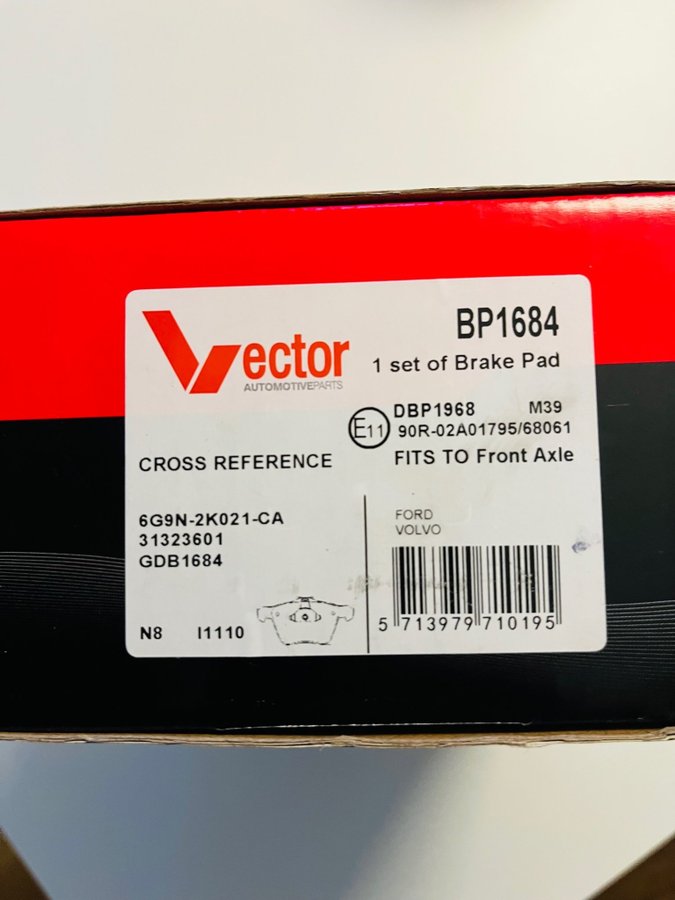 Vector
AUTOMOTIVEPARTS
BP1684
1 set of Brake Pad
E11
DBP1968 M39
90R-02A01795/68061
FITS TO Front Axle
CROSS REFERENCE
6G9N-2K021-CA
31323601
GDB1684
N8 I1110
FORD
VOLVO
5 713979 710195